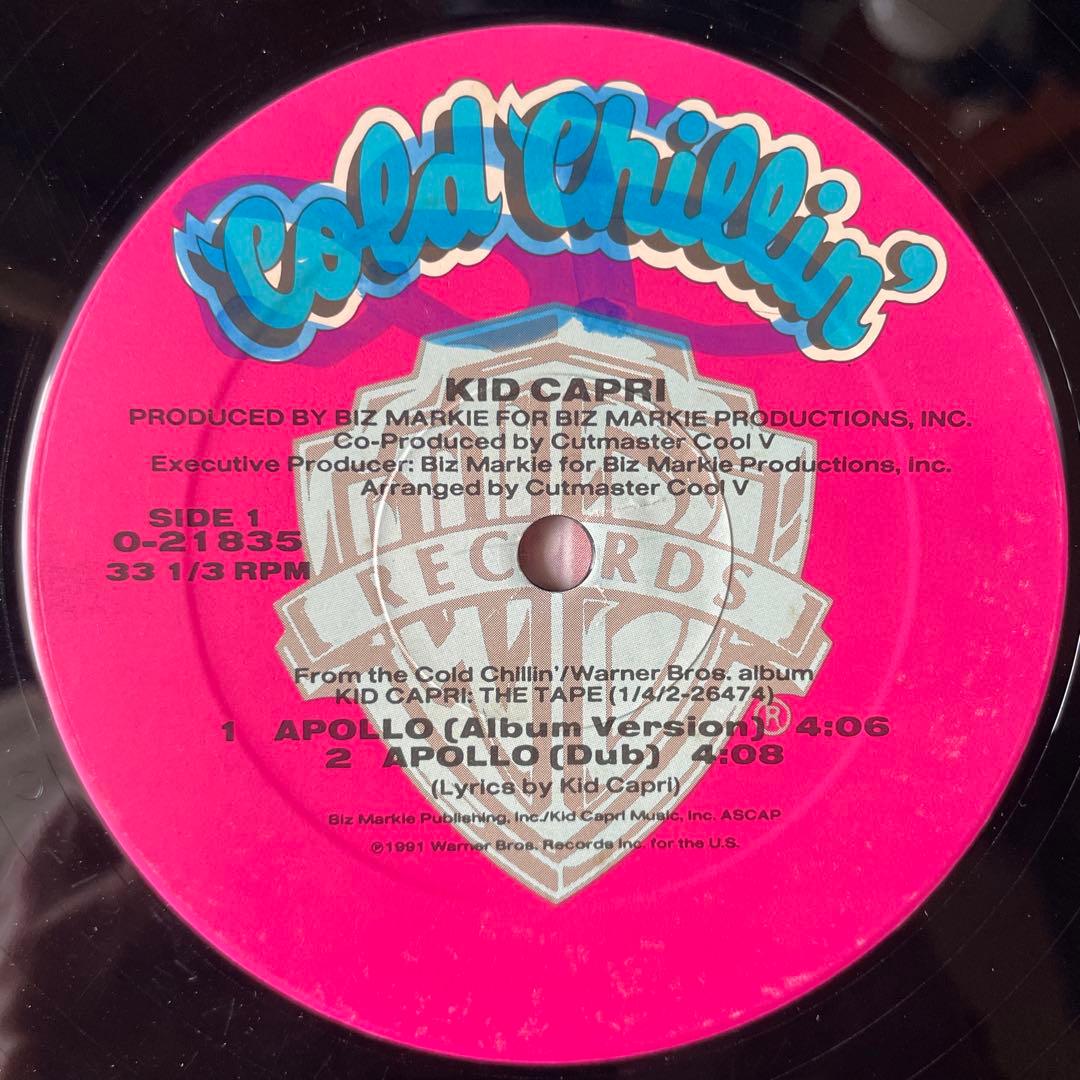 Cold Chillin'
KID CAPRI
PRODUCED BY BIZ MARKIE FOR BIZ MARKIE PRODUCTIONS, INC.
Co-Produced by Cutmaster Cool V
Executive Producer: Biz Markie for Biz Markie Productions, Inc.
Arranged by Cutmaster Cool V
SIDE 1
0-21835
33 1/3 RPM
REC RDS
From the Cold Chillin'/Warner Bros. album
KID CAPRI: THE TAPE (1/4/2-26474)
®
1 APOLLO (Album Version) 4:06
2 APOLLO (Dub) 4:08
(Lyrics by Kid Capri)
Biz Markie Publishing, Inc./Kid Capri Music, Inc. ASCAP
℗1991 Warner Bros. Records Inc. for the U.S.